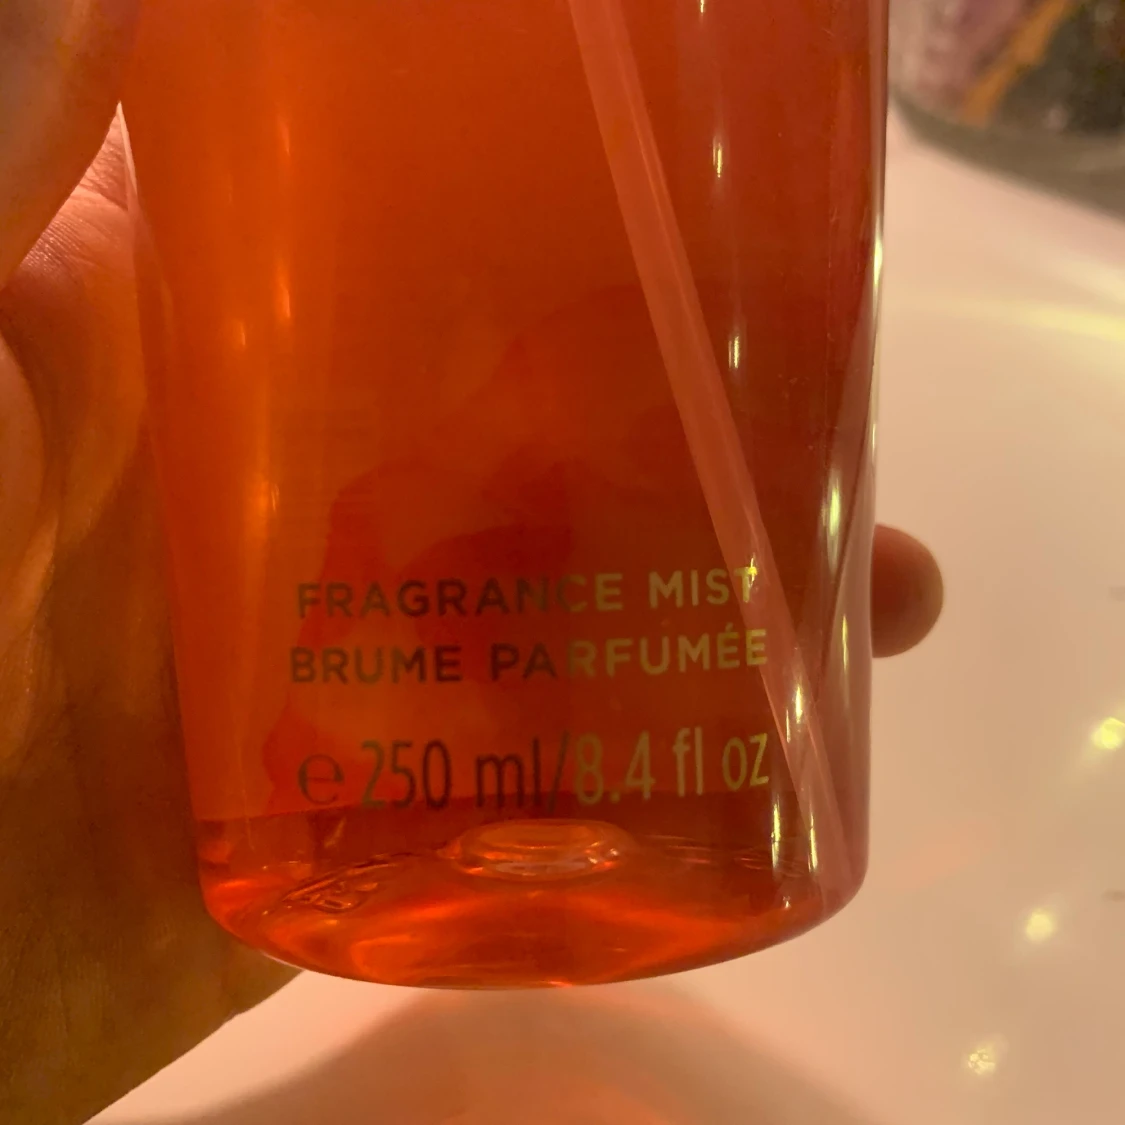 FRAGRANCE MIST
BRUME PARFUMÉE
℮ 250 ml/8.4 fl oz